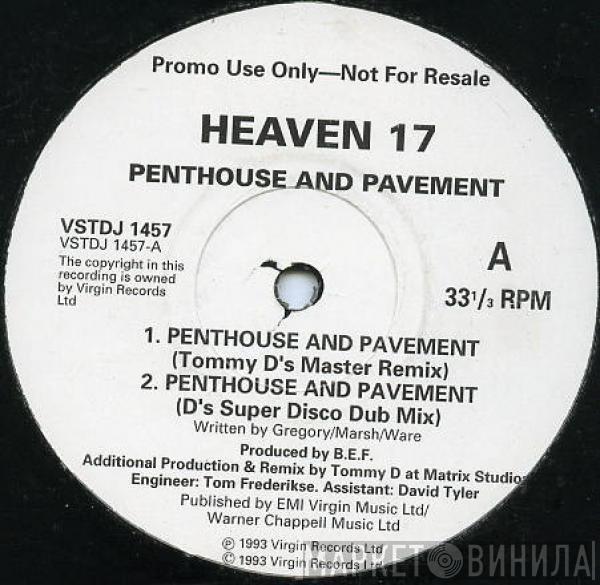 Promo Use Only—Not For Resale
HEAVEN 17
PENTHOUSE AND PAVEMENT
VSTDJ 1457
VSTDJ 1457-A
The copyright in this
recording is owned
by Virgin Records
Ltd
A
33 1/3 RPM
1. PENTHOUSE AND PAVEMENT
(Tommy D's Master Remix)
2. PENTHOUSE AND PAVEMENT
(D's Super Disco Dub Mix)
Written by Gregory/Marsh/Ware
Produced by B.E.F.
Additional Production & Remix by Tommy D at Matrix Studio
Engineer: Tom Frederikse. Assistant: David Tyler
Published by EMI Virgin Music Ltd/
Warner Chappell Music Ltd
℗ 1993 Virgin Records Ltd
© 1993 Virgin Records Ltd
МАРКЕТ ВИНИЛА